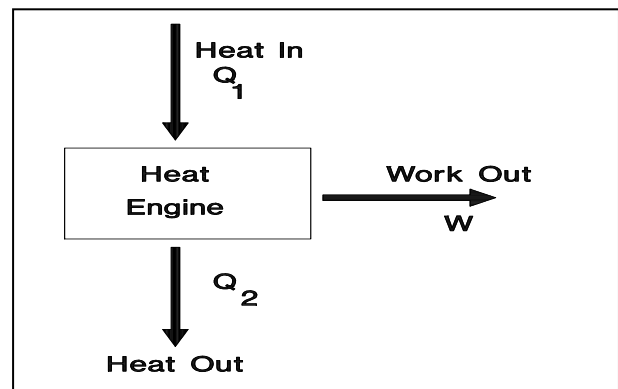 Heat In
Q1
Heat
Engine
Work Out
W
Q2
Heat Out